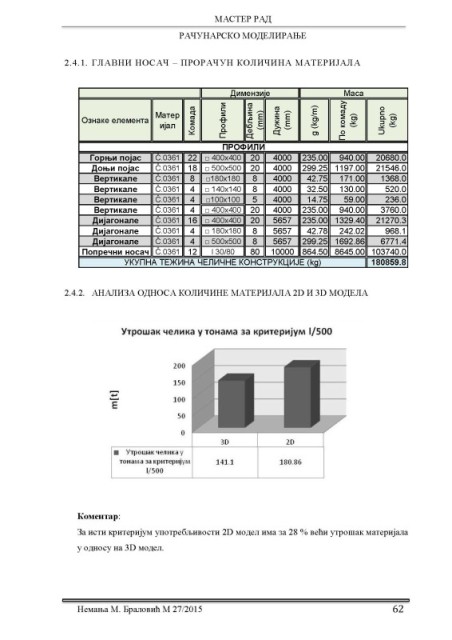 МАСТЕР РАД
РАЧУНАРСКО МОДЕЛИРАЊЕ
2.4.1. ГЛАВНИ НОСАЧ – ПРОРАЧУН КОЛИЧИНА МАТЕРИЈАЛА
Димензије Маса
Ознаке елемента Матер ијал Комада Профили Дебљина (mm) Дужина (mm) g (kg/m) По комаду (kg) Ukupno (kg)
ПРОФИЛИ
Горњи појас Č.0361 22 □ 400x400 20 4000 235.00 940.00 20680.0
Доњи појас Č.0361 18 □ 500x500 20 4000 299.25 1197.00 21546.0
Вертикале Č.0361 8 □180x180 8 4000 42.75 171.00 1368.0
Вертикале Č.0361 4 □ 140x140 8 4000 32.50 130.00 520.0
Вертикале Č.0361 4 □100x100 5 4000 14.75 59.00 236.0
Вертикале Č.0361 4 □ 400x400 20 4000 235.00 940.00 3760.0
Дијагонале Č.0361 16 □ 400x400 20 5657 235.00 1329.40 21270.3
Дијагонале Č.0361 4 □ 180x180 8 5657 42.78 242.02 968.1
Дијагонале Č.0361 4 □ 500x500 8 5657 299.25 1692.86 6771.4
Попречни носач Č.0361 12 I 30/80 80 10000 864.50 8645.00 103740.0
УКУПНА ТЕЖИНА ЧЕЛИЧНЕ КОНСТРУКЦИЈЕ (kg) 180859.8
2.4.2. АНАЛИЗА ОДНОСА КОЛИЧИНЕ МАТЕРИЈАЛА 2D И 3D МОДЕЛА
Утрошак челика у тонама за критеријум l/500
m[t]
200
150
100
50
0
3D 2D
Утрошак челика у
тонама за критеријум
l/500
141.1 180.86
Коментар:
За исти критеријум употребљивости 2D модел има за 28 % већи утрошак материјала
у односу на 3D модел.
Немања М. Браловић М 27/2015 62